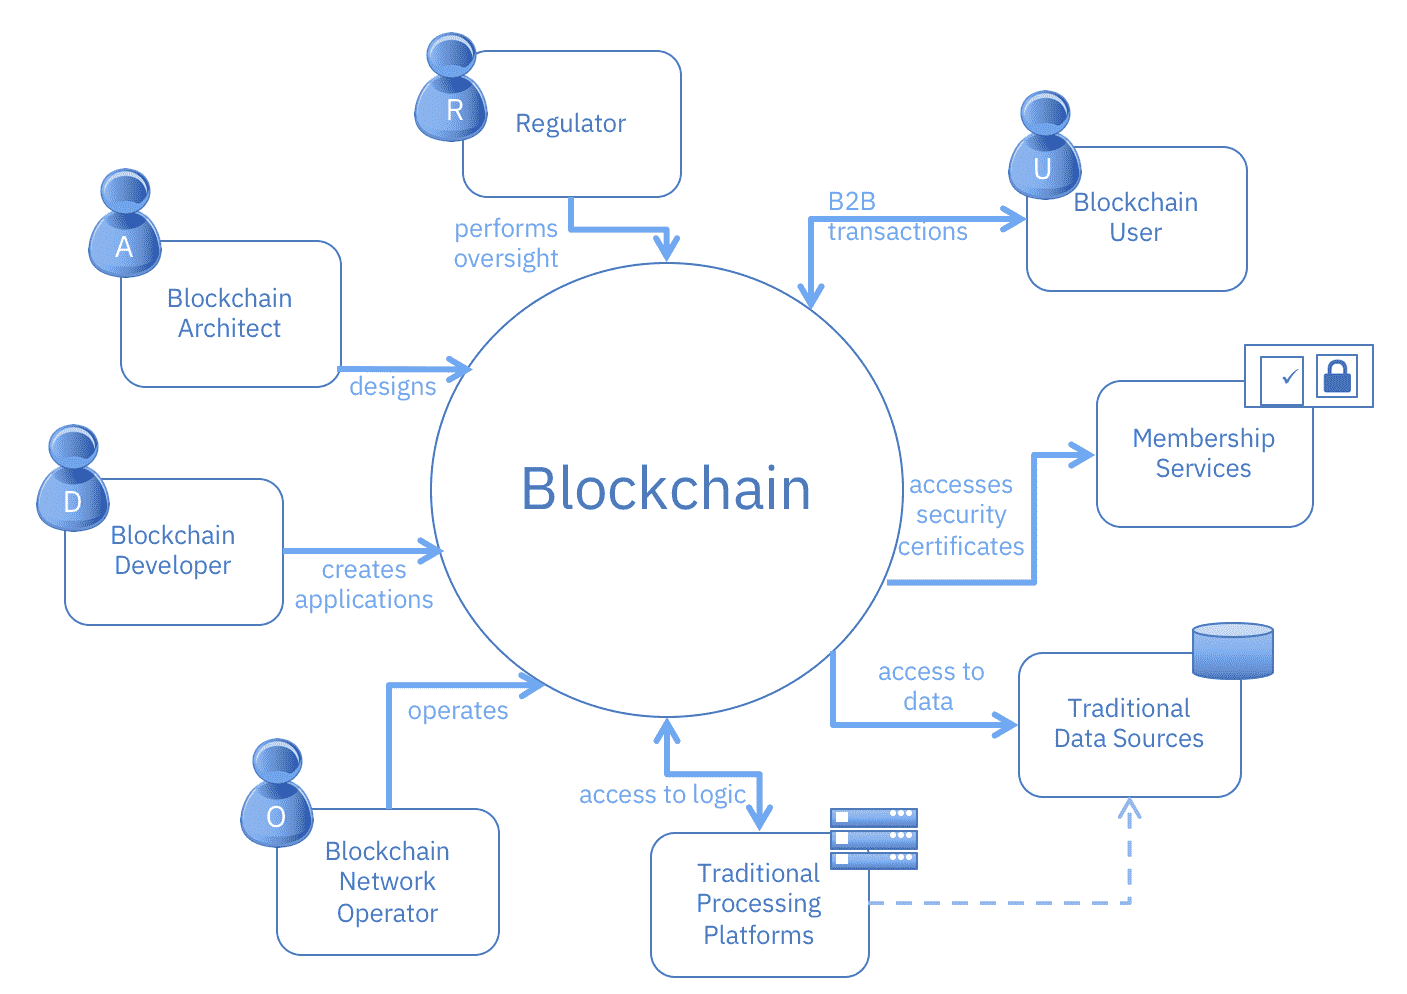 R
Regulator
U
Blockchain
User
B2B
transactions
performs
oversight
A
Blockchain
Architect
designs
Membership
Services
Blockchain
accesses
security
certificates
D
Blockchain
Developer
creates
applications
access to
data
Traditional
Data Sources
operates
access to logic
O
Blockchain
Network
Operator
Traditional
Processing
Platforms